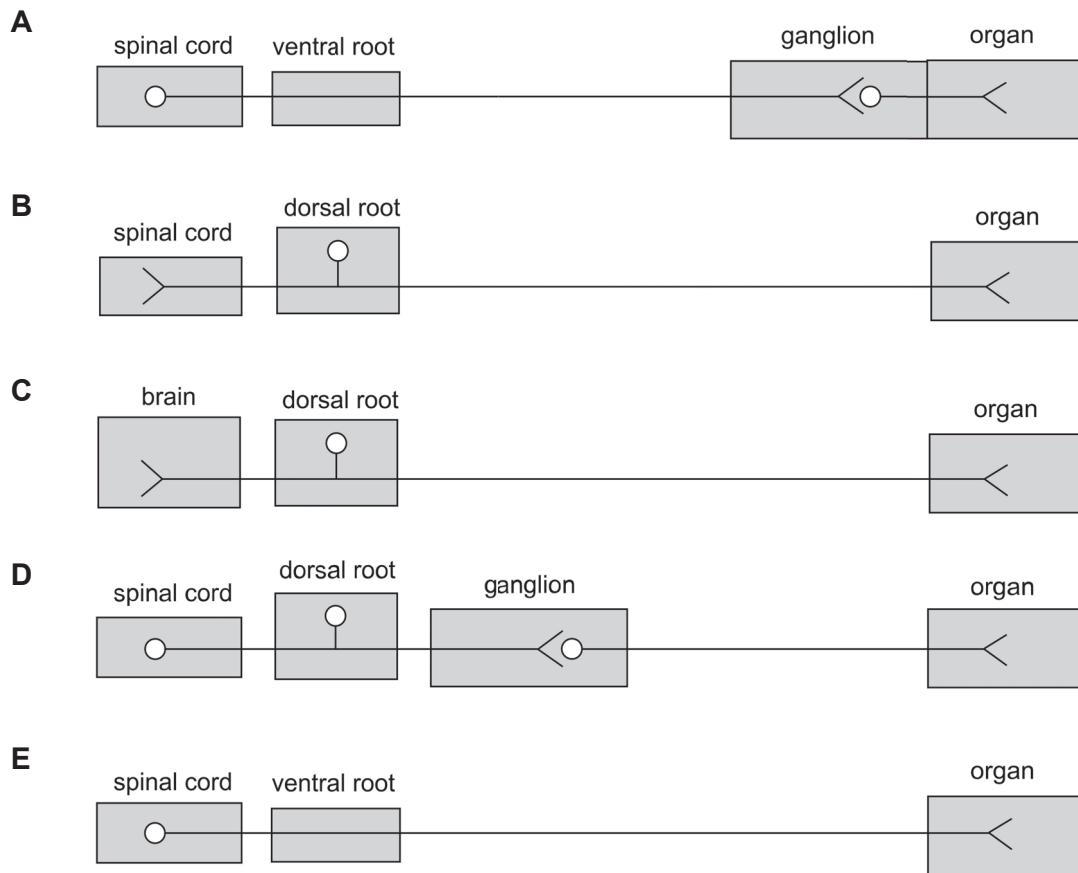 A
spinal cord
ventral root
ganglion
organ
B
spinal cord
dorsal root
organ
C
brain
dorsal root
organ
D
spinal cord
dorsal root
ganglion
organ
E
spinal cord
ventral root
organ